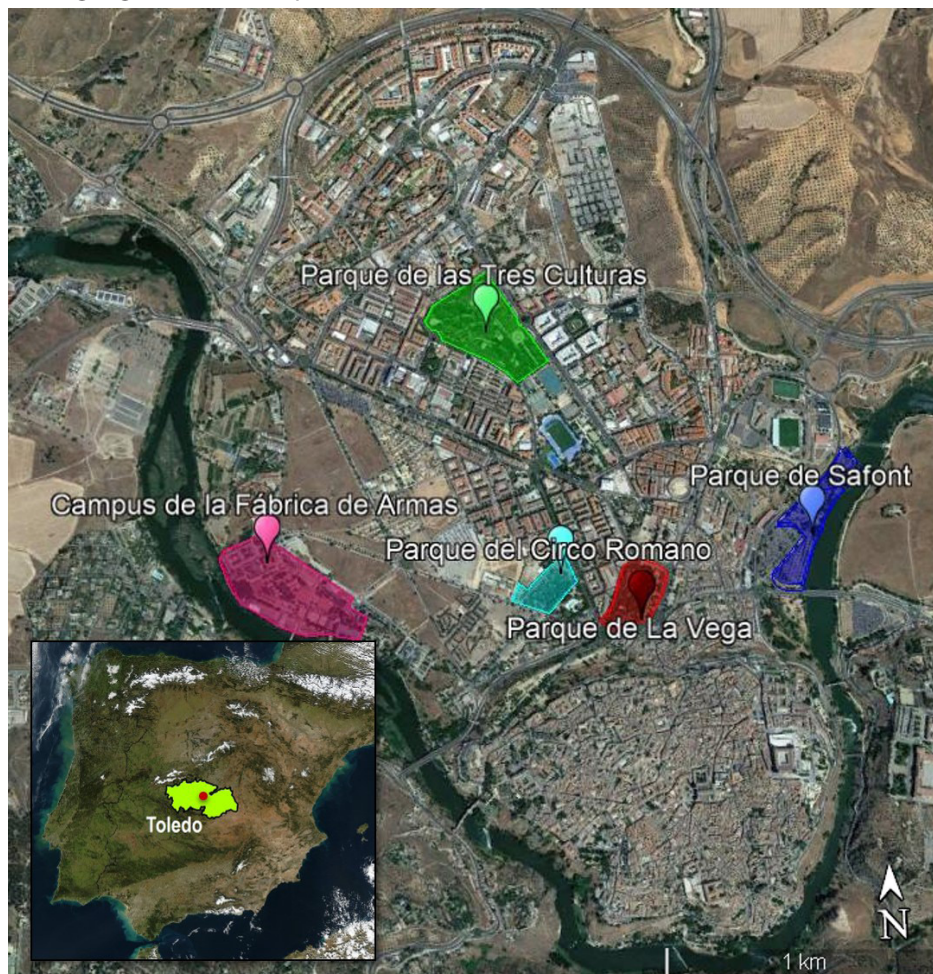 Parque de las Tres Culturas
Parque de Safont
Campus de la Fábrica de Armas
Parque del Circo Romano
Parque de La Vega
Toledo
N
1 km